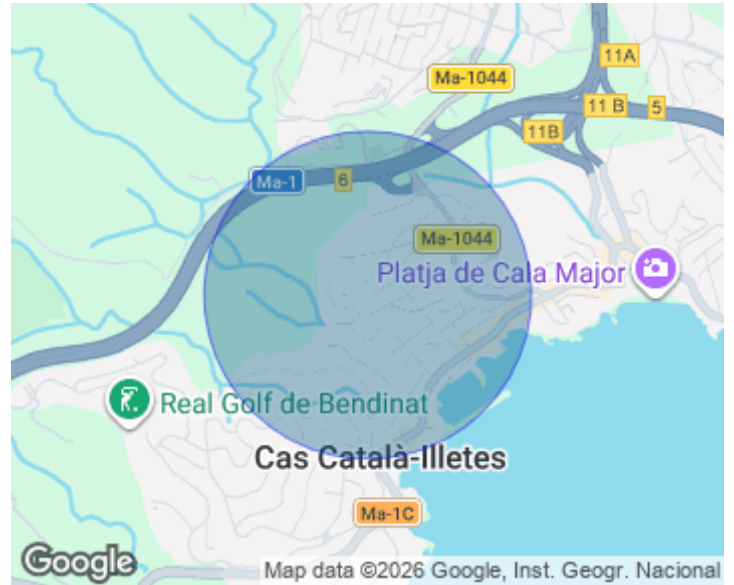 11A
Ma-1044
11 B
5
11B
Ma-1
6
Ma-1044
Platja de Cala Major
Real Golf de Bendinat
Cas Català-Illetes
Ma-1C
Google
Map data ©2026 Google, Inst. Geogr. Nacional